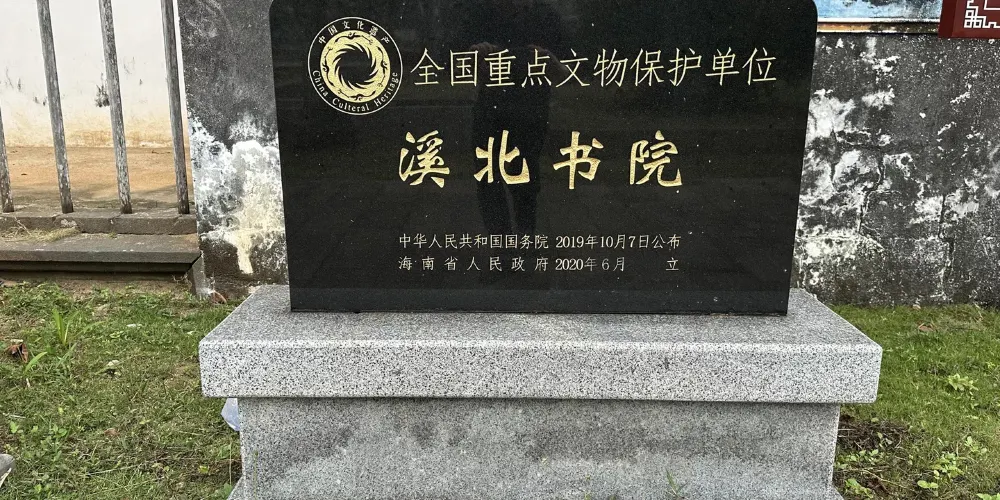 中国文化遗产
China Cultural Heritage
全国重点文物保护单位
溪北书院
中华人民共和国国务院 2019年10月7日公布
海南省人民政府 2020年6月 立